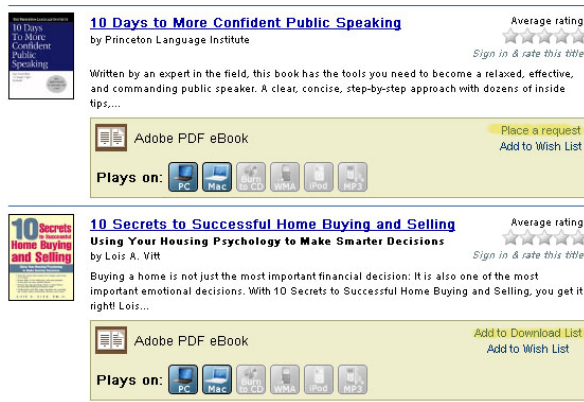 THE PRINCETON LANGUAGE INSTITUTE
10 Days
To More
Confident
Public
Speaking
10 Days to More Confident Public Speaking
by Princeton Language Institute
Average rating
Sign in & rate this title
Written by an expert in the field, this book has the tools you need to become a relaxed, effective,
and commanding public speaker. A clear, concise, step-by-step approach with dozens of inside
tips,...
Adobe PDF eBook
Place a request
Add to Wish List
Plays on:
PC
Mac
Burn to CD
WMA
iPod
MP3
10 Secrets
to Successful
Home Buying
and Selling
10 Secrets to Successful Home Buying and Selling
Using Your Housing Psychology to Make Smarter Decisions
by Lois A. Vitt
Average rating
Sign in & rate this title
Buying a home is not just the most important financial decision: It is also one of the most
important emotional decisions. With 10 Secrets to Successful Home Buying and Selling, you get it
right! Lois...
Adobe PDF eBook
Add to Download List
Add to Wish List
Plays on:
PC
Mac
Burn to CD
WMA
iPod
MP3